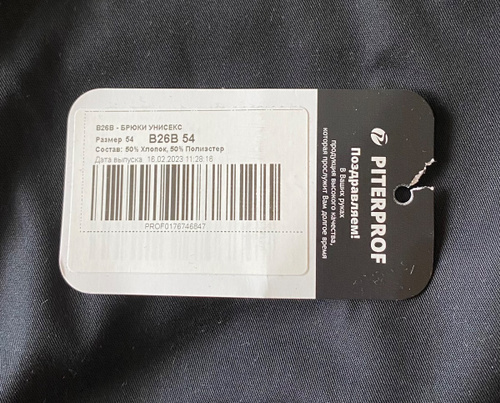 B26B - БРЮКИ УНИСЕКС
Размер 54 B26B 54
Состав: 50% Хлопок, 50% Полиэстер
Дата выпуска 16.02.2023 11:28:16
PROF0176746847
PITERPROF
Поздравляем!
В Ваших руках
продукция высокого качества,
которая прослужит Вам долгое время